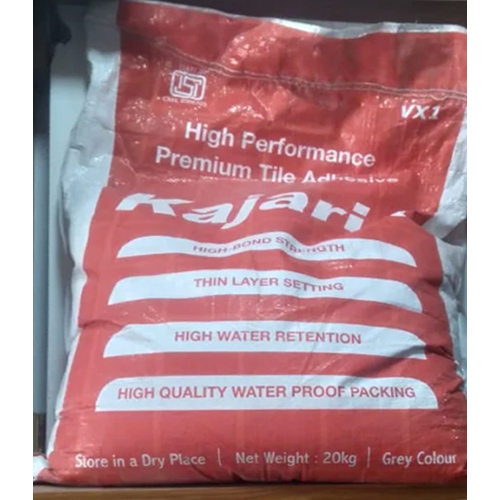 VX1
High Performance
Premium Tile Adhesive
Kajari
HIGH-BOND STRENGTH
THIN LAYER SETTING
HIGH WATER RETENTION
HIGH QUALITY WATER PROOF PACKING
Store in a Dry Place | Net Weight : 20kg | Grey Colour